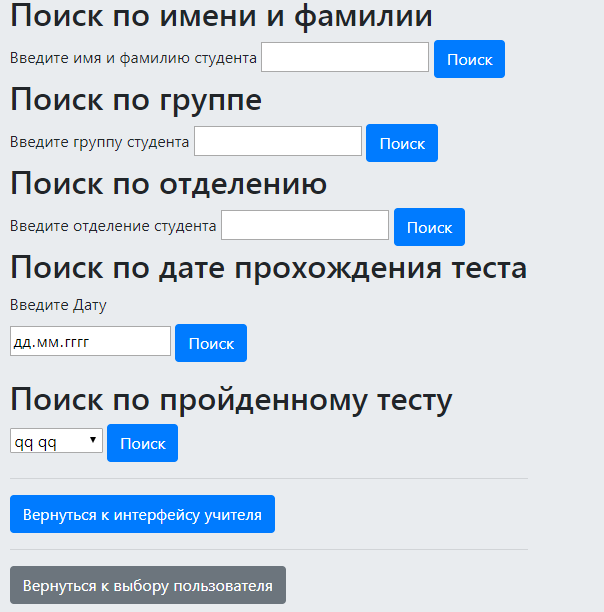 Поиск по имени и фамилии
Введите имя и фамилию студента Поиск
Поиск по группе
Введите группу студента Поиск
Поиск по отделению
Введите отделение студента Поиск
Поиск по дате прохождения теста
Введите Дату
дд.мм.гггг Поиск
Поиск по пройденному тесту
qq qq Поиск
Вернуться к интерфейсу учителя
Вернуться к выбору пользователя